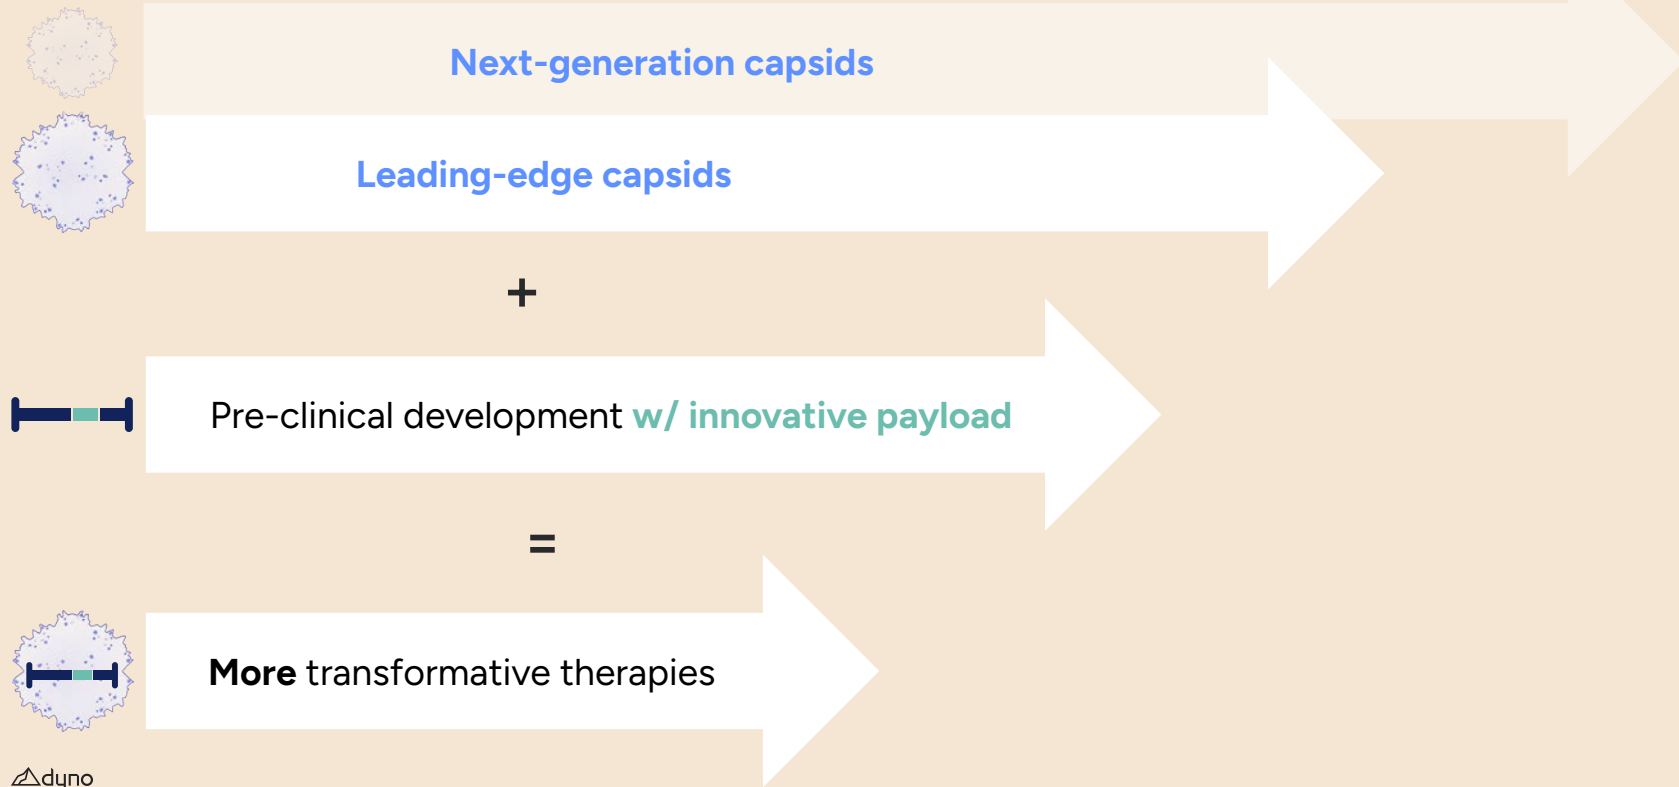 Next-generation capsids
Leading-edge capsids
+
Pre-clinical development w/ innovative payload
=
More transformative therapies
dyno